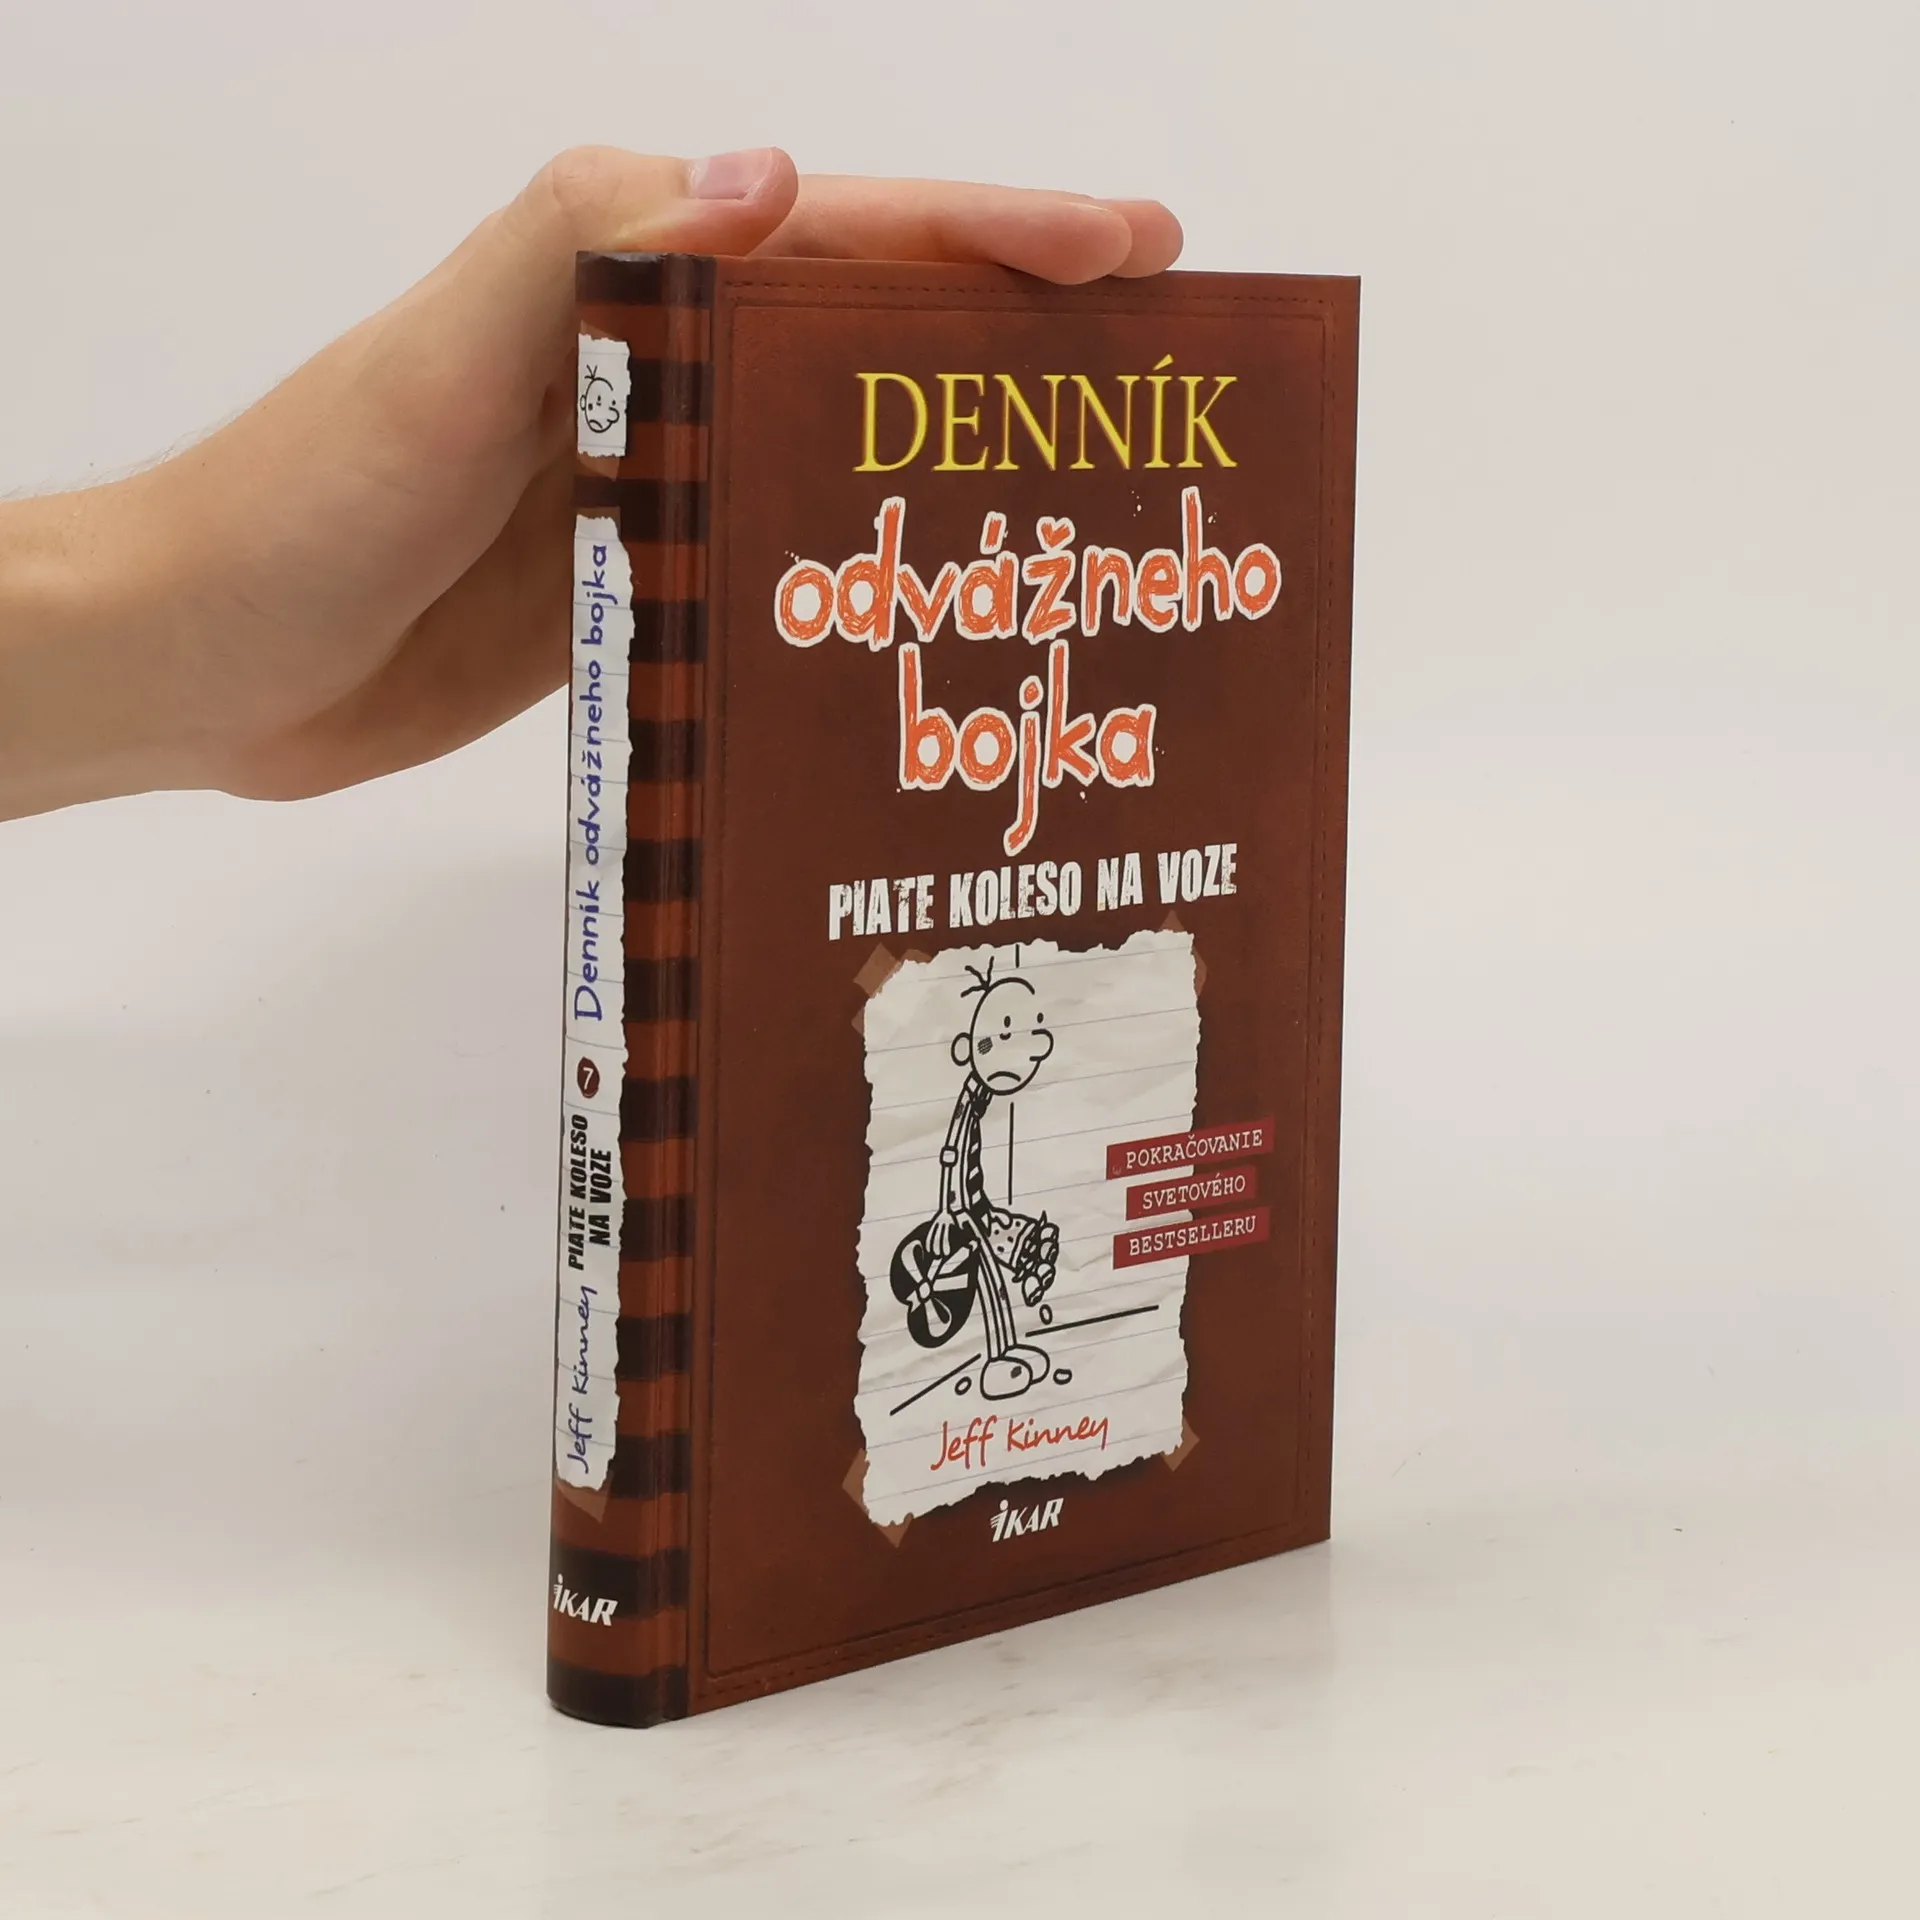 DENNÍK
odvážneho
bojka
PIATE KOLESO NA VOZE
POKRAČOVANIE
SVETOVÉHO
BESTSELLERU
Jeff Kinney
IKAR
Jeff Kinney PIATE KOLESO NA VOZE 7 Denník odvážneho bojka
IKAR